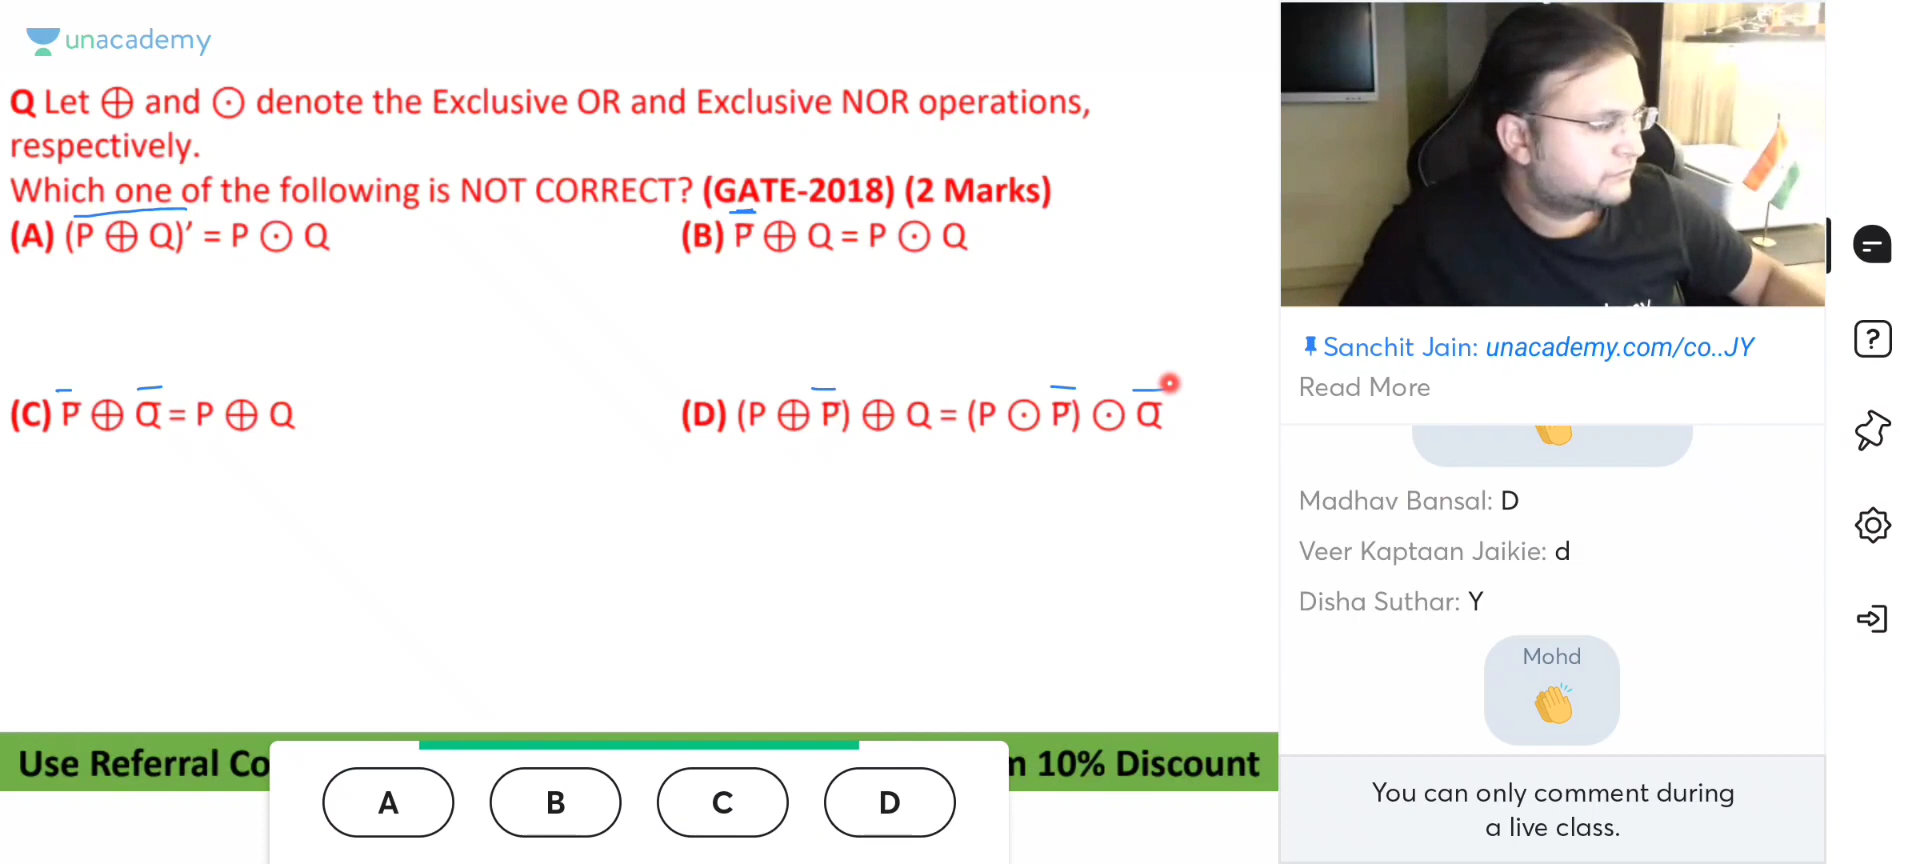 unacademy
Q Let ⊕ and ⊙ denote the Exclusive OR and Exclusive NOR operations,
respectively.
Which one of the following is NOT CORRECT? (GATE-2018) (2 Marks)
(A) (P ⊕ Q)’ = P ⊙ Q
(B) P̅ ⊕ Q = P ⊙ Q
(C) P̅ ⊕ Q̅ = P ⊕ Q
(D) (P ⊕ P̅) ⊕ Q = (P ⊙ P̅) ⊙ Q̅
Use Referral Co
10% Discount
A
B
C
D
Sanchit Jain: unacademy.com/co..JY
Read More
Madhav Bansal: D
Veer Kaptaan Jaikie: d
Disha Suthar: Y
Mohd
You can only comment during
a live class.